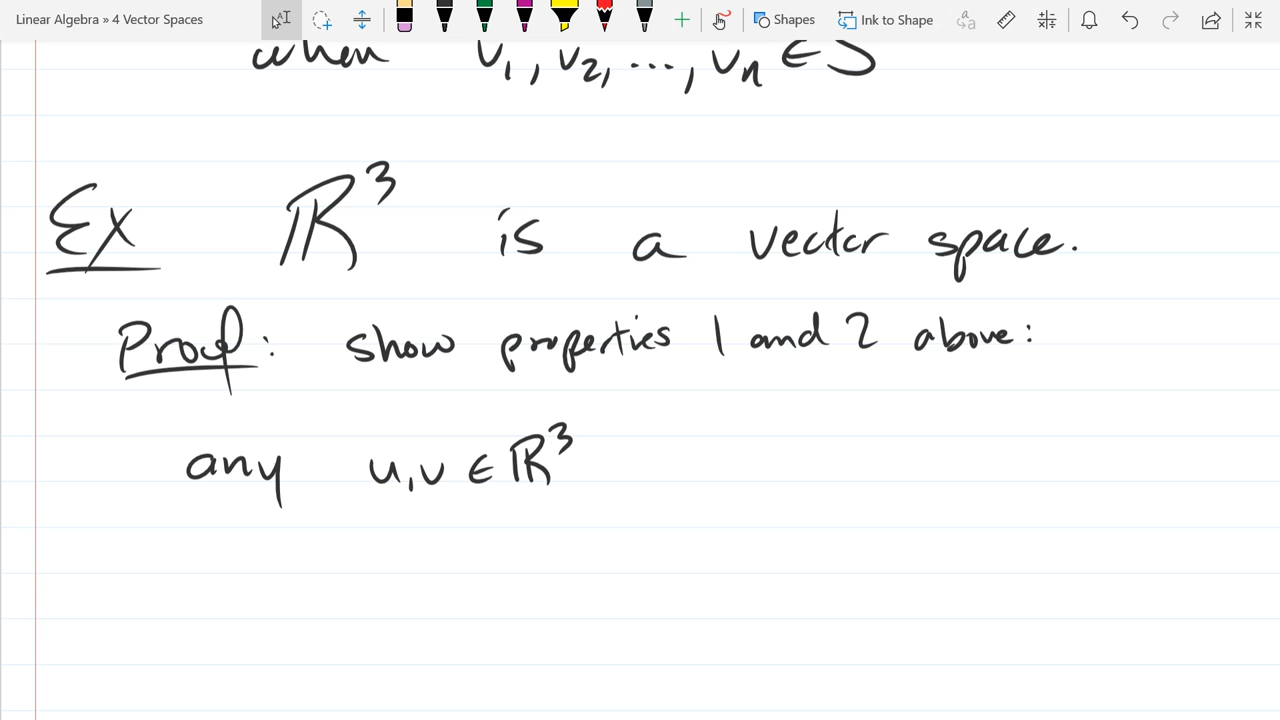 Linear Algebra » 4 Vector Spaces
Shapes
Ink to Shape
when v₁, v₂, ..., vₙ ∈ S
Ex ℝ³ is a vector space.
Proof: show properties 1 and 2 above:
any u, v ∈ ℝ³